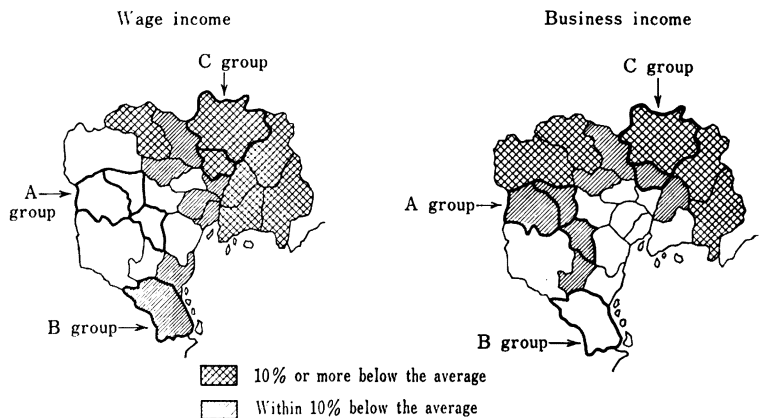 Wage income
C group
A
group
B group
Business income
C group
A group
B group
10% or more below the average
Within 10% below the average